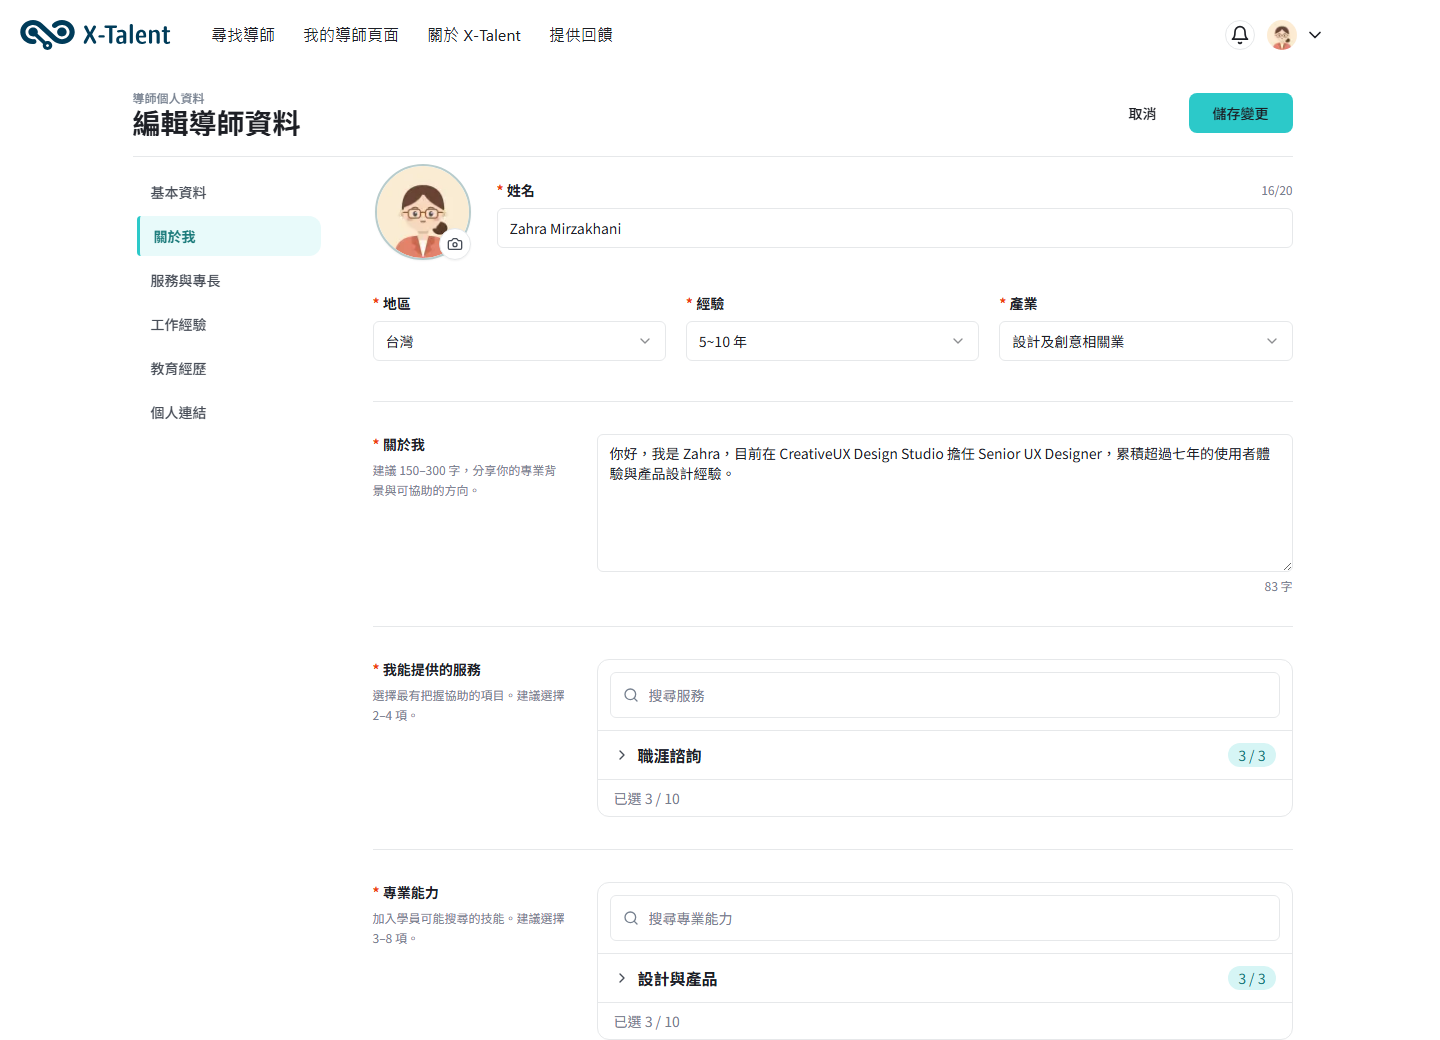 X-Talent
尋找導師
我的導師頁面
關於 X-Talent
提供回饋
導師個人資料
編輯導師資料
取消
儲存變更
基本資料
關於我
服務與專長
工作經驗
教育經歷
個人連結
* 姓名
16/20
Zahra Mirzakhani
* 地區
* 經驗
* 產業
台灣
5~10 年
設計及創意相關業
* 關於我
建議 150–300 字，分享你的專業背
景與可協助的方向。
你好，我是 Zahra，目前在 CreativeUX Design Studio 擔任 Senior UX Designer，累積超過七年的使用者體
驗與產品設計經驗。
83 字
* 我能提供的服務
選擇最有把握協助的項目。建議選擇
2–4 項。
搜尋服務
職涯諮詢
3 / 3
已選 3 / 10
* 專業能力
加入學員可能搜尋的技能。建議選擇
3–8 項。
搜尋專業能力
設計與產品
3 / 3
已選 3 / 10